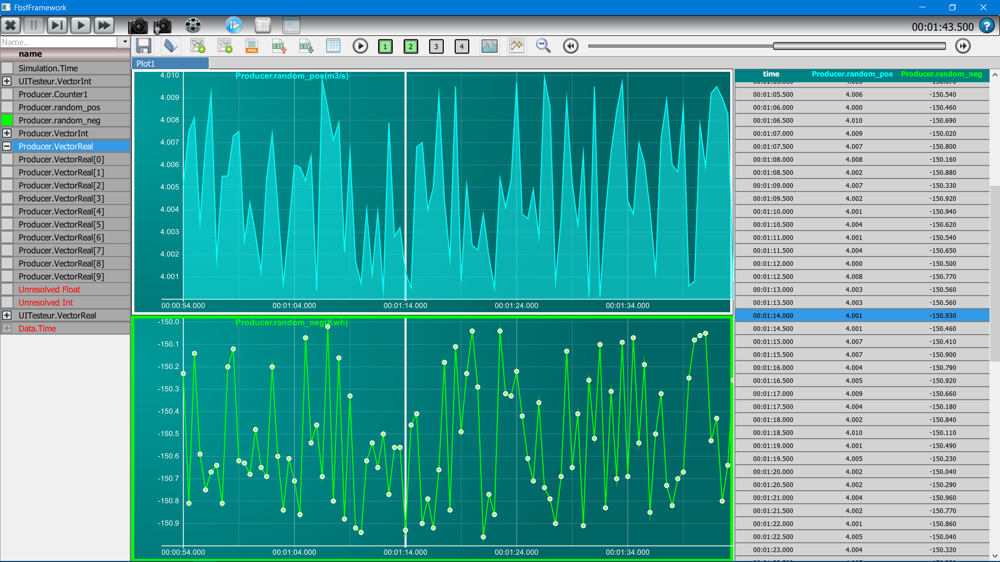 FbsfFramework
00:01:43.500
?
Name..
PNG
CSV
CSV
1
2
3
4
name
Simulation.Time
UITesteur.VectorInt
Producer.Counter1
Producer.random_pos
Producer.random_neg
Producer.VectorInt
Producer.VectorReal
Producer.VectorReal[0]
Producer.VectorReal[1]
Producer.VectorReal[2]
Producer.VectorReal[3]
Producer.VectorReal[4]
Producer.VectorReal[5]
Producer.VectorReal[6]
Producer.VectorReal[7]
Producer.VectorReal[8]
Producer.VectorReal[9]
Unresolved Float
Unresolved Int
UITesteur.VectorReal
Data.Time
Plot1
Producer.random_pos(m3/s)
4.010
4.009
4.008
4.007
4.006
4.005
4.004
4.003
4.002
4.001
00:00:54.000 00:01:04.000 00:01:14.000 00:01:24.000 00:01:34.000
Producer.random_neg(Kwh)
-150.0
-150.1
-150.2
-150.3
-150.4
-150.5
-150.6
-150.7
-150.8
-150.9
00:00:54.000 00:01:04.000 00:01:14.000 00:01:24.000 00:01:34.000
time Producer.random_pos Producer.random_neg
00:01:05.500 4.006 -150.540
00:01:06.000 4.000 -150.460
00:01:06.500 4.010 -150.690
00:01:07.000 4.009 -150.020
00:01:07.500 4.007 -150.800
00:01:08.000 4.008 -150.160
00:01:08.500 4.002 -150.880
00:01:09.000 4.007 -150.330
00:01:09.500 4.002 -150.920
00:01:10.000 4.001 -150.940
00:01:10.500 4.004 -150.620
00:01:11.000 4.001 -150.540
00:01:11.500 4.004 -150.650
00:01:12.000 4.000 -150.500
00:01:12.500 4.008 -150.770
00:01:13.000 4.003 -150.560
00:01:13.500 4.003 -150.560
00:01:14.000 4.001 -150.930
00:01:14.500 4.001 -150.460
00:01:15.000 4.007 -150.410
00:01:15.500 4.007 -150.900
00:01:16.000 4.004 -150.790
00:01:16.500 4.005 -150.920
00:01:17.000 4.009 -150.660
00:01:17.500 4.004 -150.180
00:01:18.000 4.002 -150.840
00:01:18.500 4.010 -150.110
00:01:19.000 4.001 -150.490
00:01:19.500 4.005 -150.230
00:01:20.000 4.002 -150.040
00:01:20.500 4.002 -150.290
00:01:21.000 4.004 -150.960
00:01:21.500 4.002 -150.770
00:01:22.000 4.001 -150.860
00:01:22.500 4.005 -150.040
00:01:23.000 4.004 -150.320